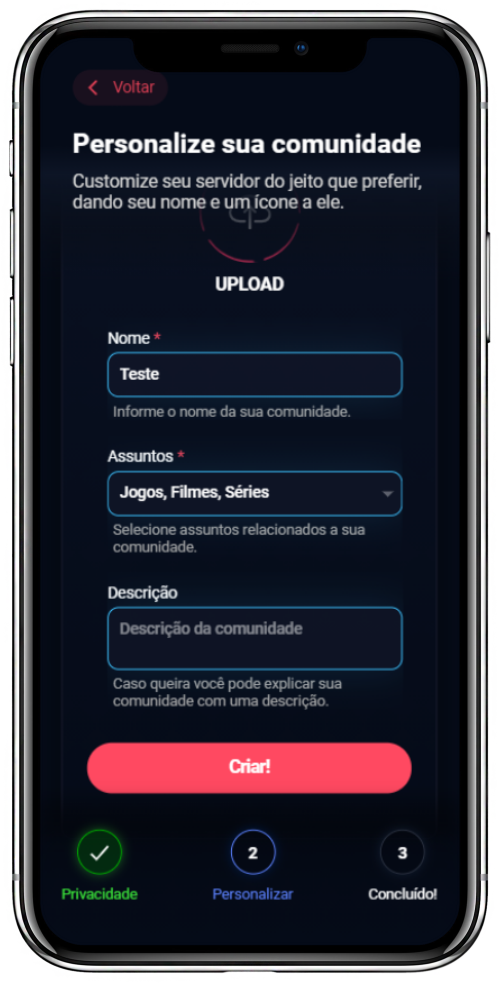 Voltar
Personalize sua comunidade
Customize seu servidor do jeito que preferir,
dando seu nome e um ícone a ele.
UPLOAD
Nome *
Teste
Informe o nome da sua comunidade.
Assuntos *
Jogos, Filmes, Séries
Selecione assuntos relacionados a sua
comunidade.
Descrição
Descrição da comunidade
Caso queira você pode explicar sua
comunidade com uma descrição.
Criar!
2
3
Privacidade
Personalizar
Concluído!